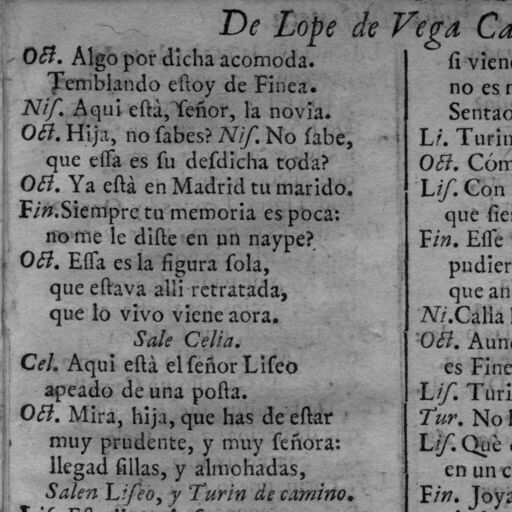 De Lope de Vega Ca
Oct. Algo por dicha acomoda.
Temblando eſtoy de Finea.
Niſ. Aqui eſtà, ſeñor, la novia.
Oct. Hija, no ſabes? Niſ. No ſabe,
que eſſa es ſu deſdicha toda?
Oct. Ya eſtà en Madrid tu marido.
Fin. Siempre tu memoria es poca:
no me le diſte en un naype?
Oct. Eſſa es la figura ſola,
que eſtava alli retratada,
que lo vivo viene aora.
Sale Celia.
Cel. Aqui eſtà el ſeñor Liſeo
apeado de una poſta.
Oct. Mira, hija, que has de eſtar
muy prudente, y muy ſeñora:
llegad ſillas, y almohadas,
Salen Liſeo, y Turin de camino.
ſi vien
no es
Sentao
Li. Turin
Oct. Cóm
Liſ. Con
que ſie
Fin. Eſſe
pudier
que an
Ni. Calla
Oct. Aun
es Fine
Liſ. Turi
Tur. No
Liſ. Què
en un c
Fin. Joya